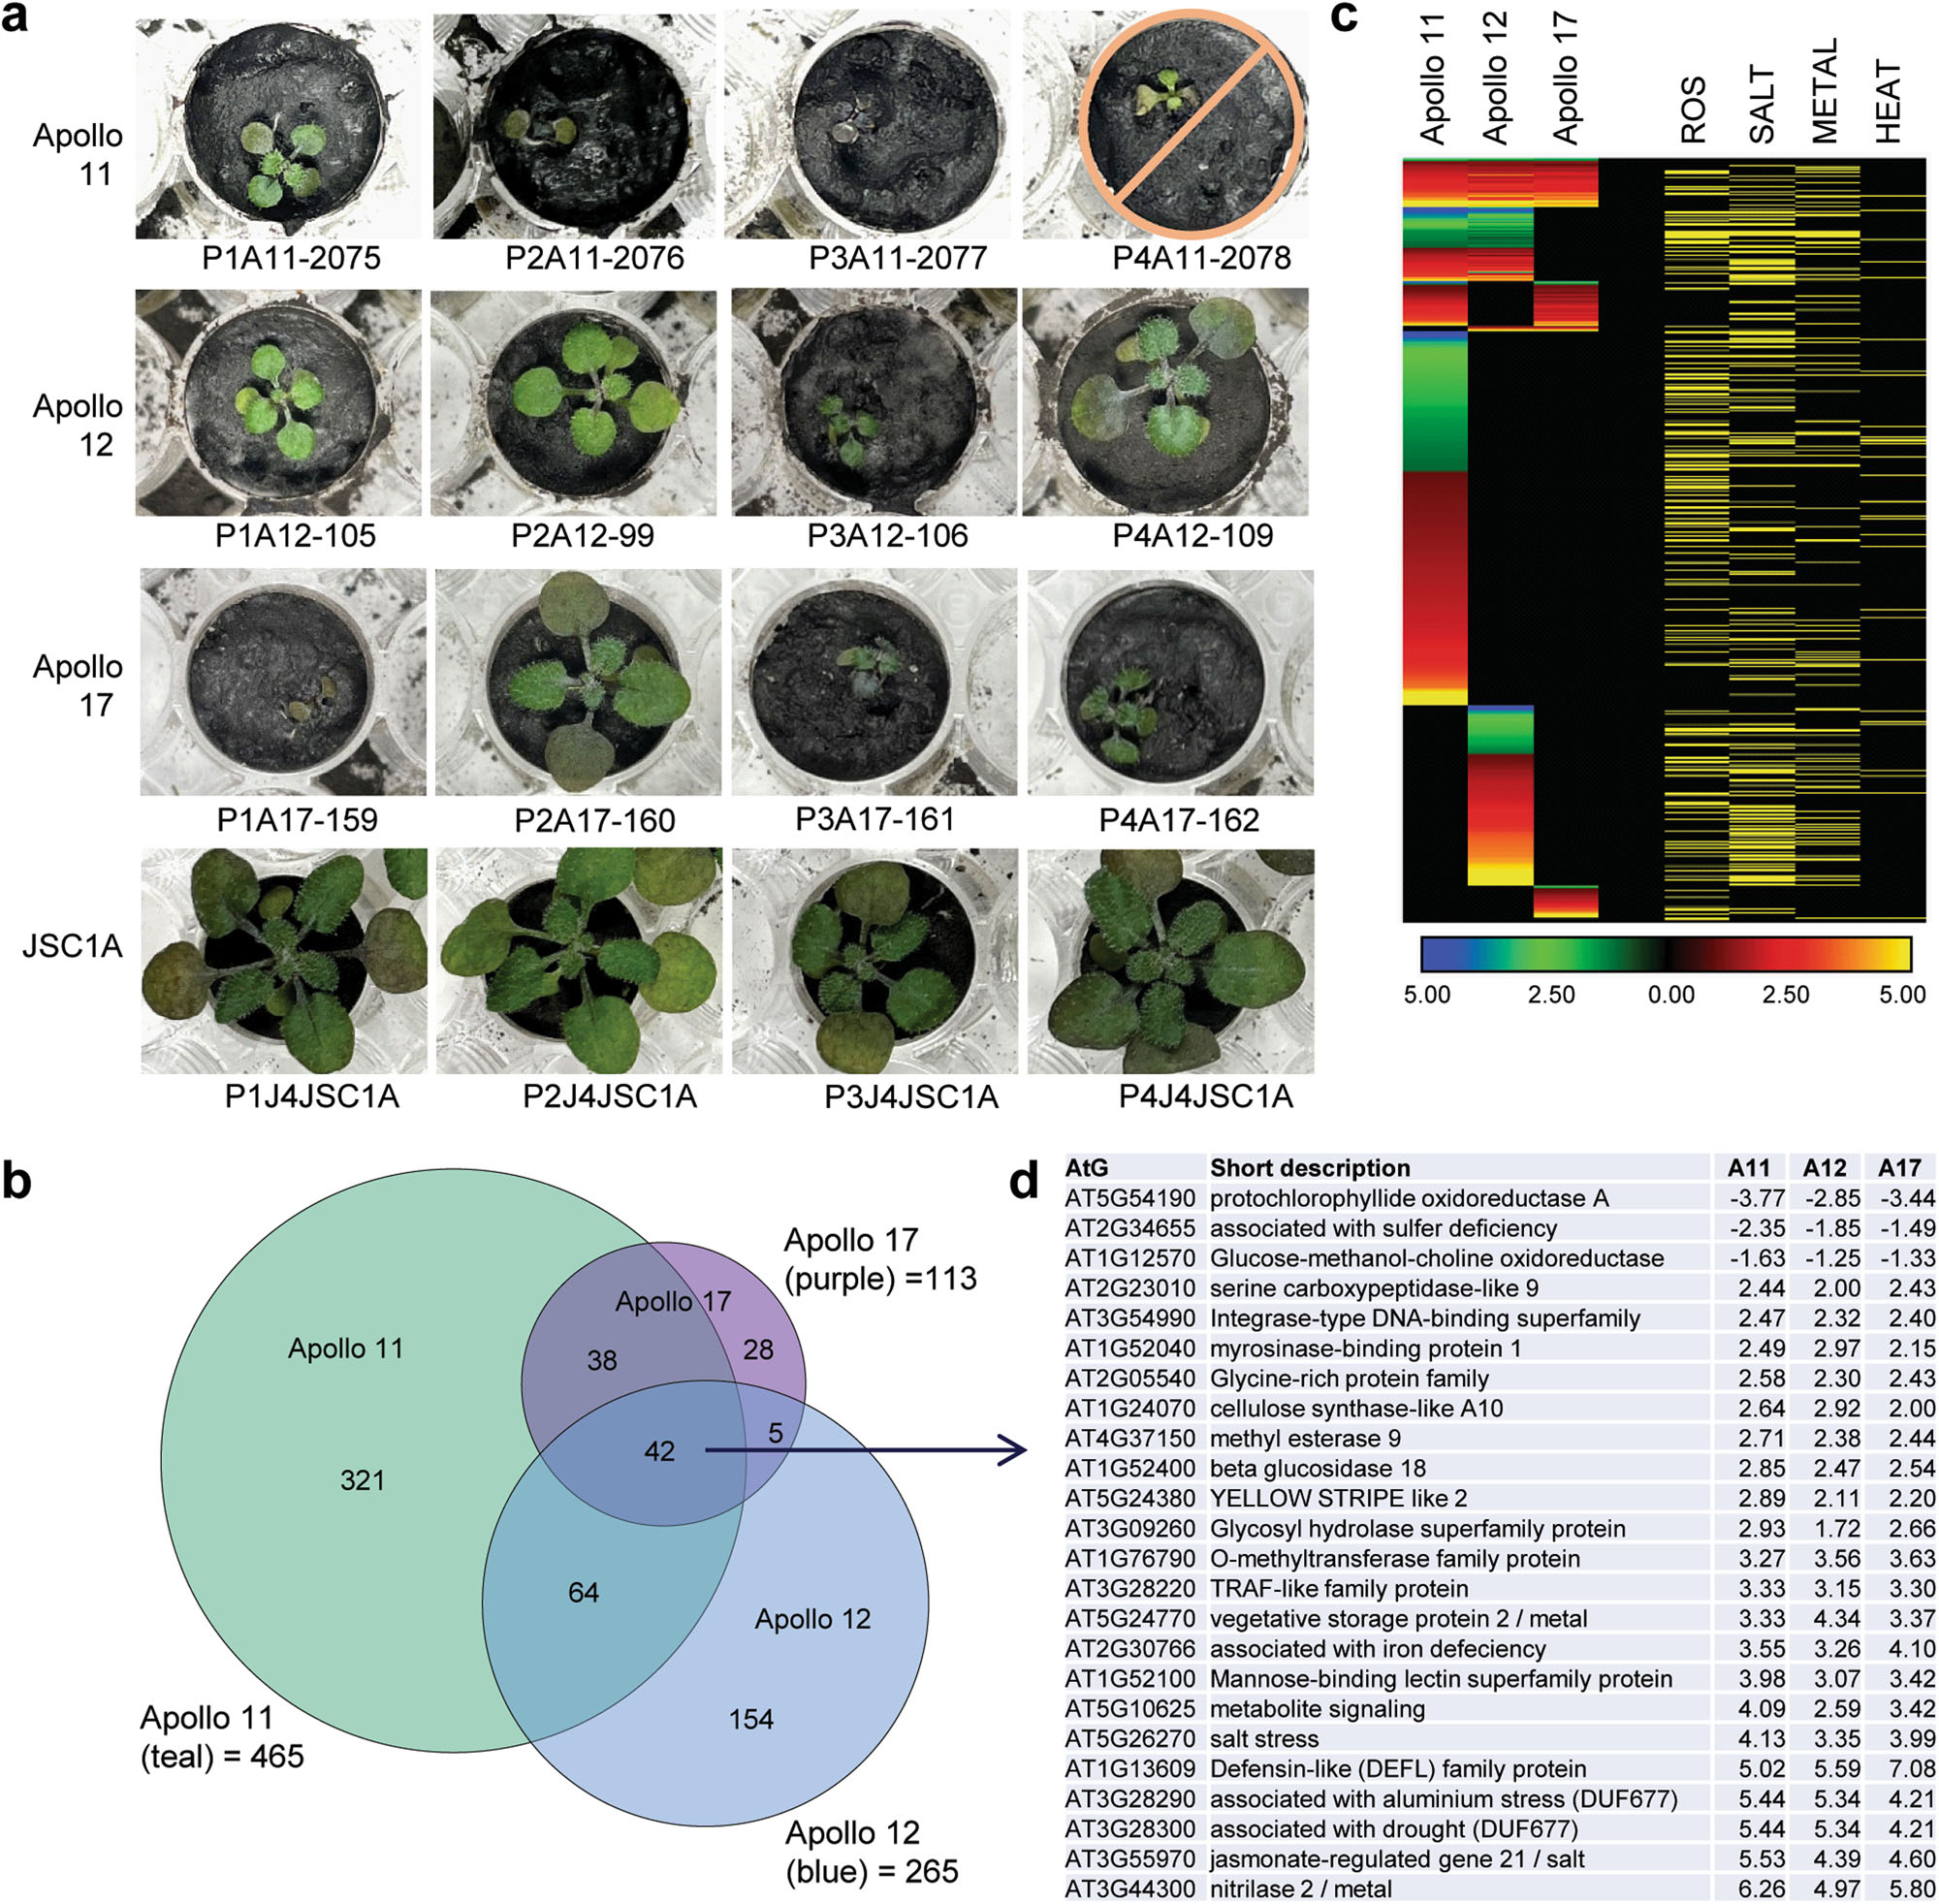 a
Apollo
11
P1A11-2075 P2A11-2076 P3A11-2077 P4A11-2078
Apollo
12
P1A12-105 P2A12-99 P3A12-106 P4A12-109
Apollo
17
P1A17-159 P2A17-160 P3A17-161 P4A17-162
JSC1A
P1J4JSC1A P2J4JSC1A P3J4JSC1A P4J4JSC1A
c
Apollo 11 Apollo 12 Apollo 17 ROS SALT METAL HEAT
5.00 2.50 0.00 2.50 5.00
b
Apollo 17
(purple) =113
Apollo 17
Apollo 11
38
28
5
42
321
64
Apollo 12
154
Apollo 11
(teal) = 465
Apollo 12
(blue) = 265
d
AtG Short description A11 A12 A17
AT5G54190 protochlorophyllide oxidoreductase A -3.77 -2.85 -3.44
AT2G34655 associated with sulfer deficiency -2.35 -1.85 -1.49
AT1G12570 Glucose-methanol-choline oxidoreductase -1.63 -1.25 -1.33
AT2G23010 serine carboxypeptidase-like 9 2.44 2.00 2.43
AT3G54990 Integrase-type DNA-binding superfamily 2.47 2.32 2.40
AT1G52040 myrosinase-binding protein 1 2.49 2.97 2.15
AT2G05540 Glycine-rich protein family 2.58 2.30 2.43
AT1G24070 cellulose synthase-like A10 2.64 2.92 2.00
AT4G37150 methyl esterase 9 2.71 2.38 2.44
AT1G52400 beta glucosidase 18 2.85 2.47 2.54
AT5G24380 YELLOW STRIPE like 2 2.89 2.11 2.20
AT3G09260 Glycosyl hydrolase superfamily protein 2.93 1.72 2.66
AT1G76790 O-methyltransferase family protein 3.27 3.56 3.63
AT3G28220 TRAF-like family protein 3.33 3.15 3.30
AT5G24770 vegetative storage protein 2 / metal 3.33 4.34 3.37
AT2G30766 associated with iron defeciency 3.55 3.26 4.10
AT1G52100 Mannose-binding lectin superfamily protein 3.98 3.07 3.42
AT5G10625 metabolite signaling 4.09 2.59 3.42
AT5G26270 salt stress 4.13 3.35 3.99
AT1G13609 Defensin-like (DEFL) family protein 5.02 5.59 7.08
AT3G28290 associated with aluminium stress (DUF677) 5.44 5.34 4.21
AT3G28300 associated with drought (DUF677) 5.44 5.34 4.21
AT3G55970 jasmonate-regulated gene 21 / salt 5.53 4.39 4.60
AT3G44300 nitrilase 2 / metal 6.26 4.97 5.80